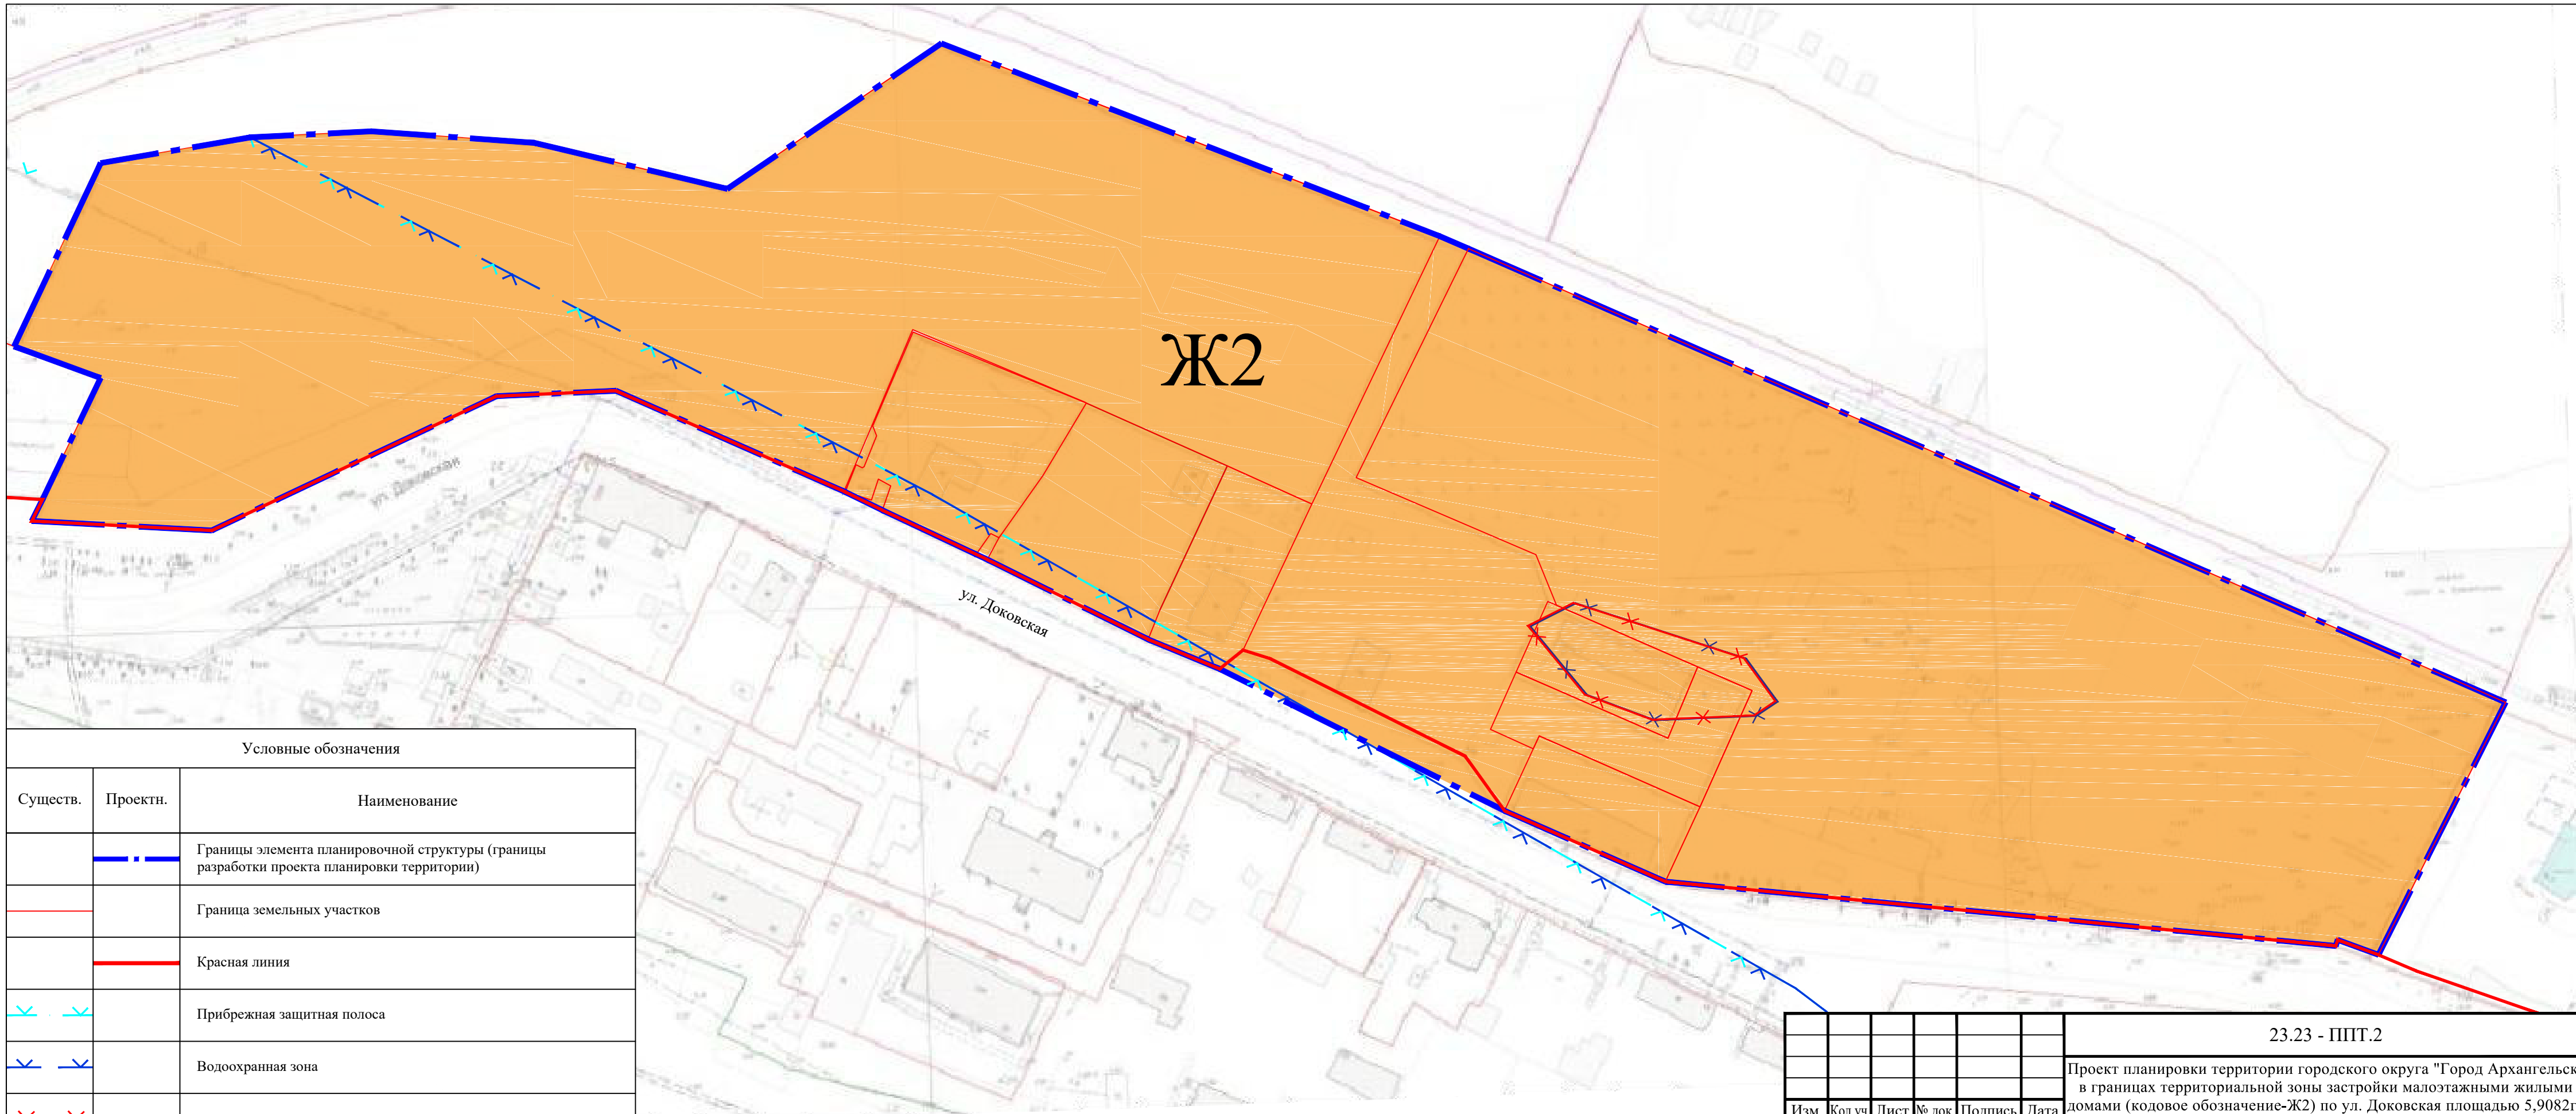 Ж2
ул. Доковская
ул. Доковская
Условные обозначения
Существ.
Проектн.
Наименование
Границы элемента планировочной структуры (границы
разработки проекта планировки территории)
Граница земельных участков
Красная линия
Прибрежная защитная полоса
Водоохранная зона
23.23 - ППТ.2
Проект планировки территории городского округа "Город Архангельск
в границах территориальной зоны застройки малоэтажными жилыми
домами (кодовое обозначение-Ж2) по ул. Доковская площадью 5,9082г
Изм. Кол.уч Лист № док. Подпись Дата